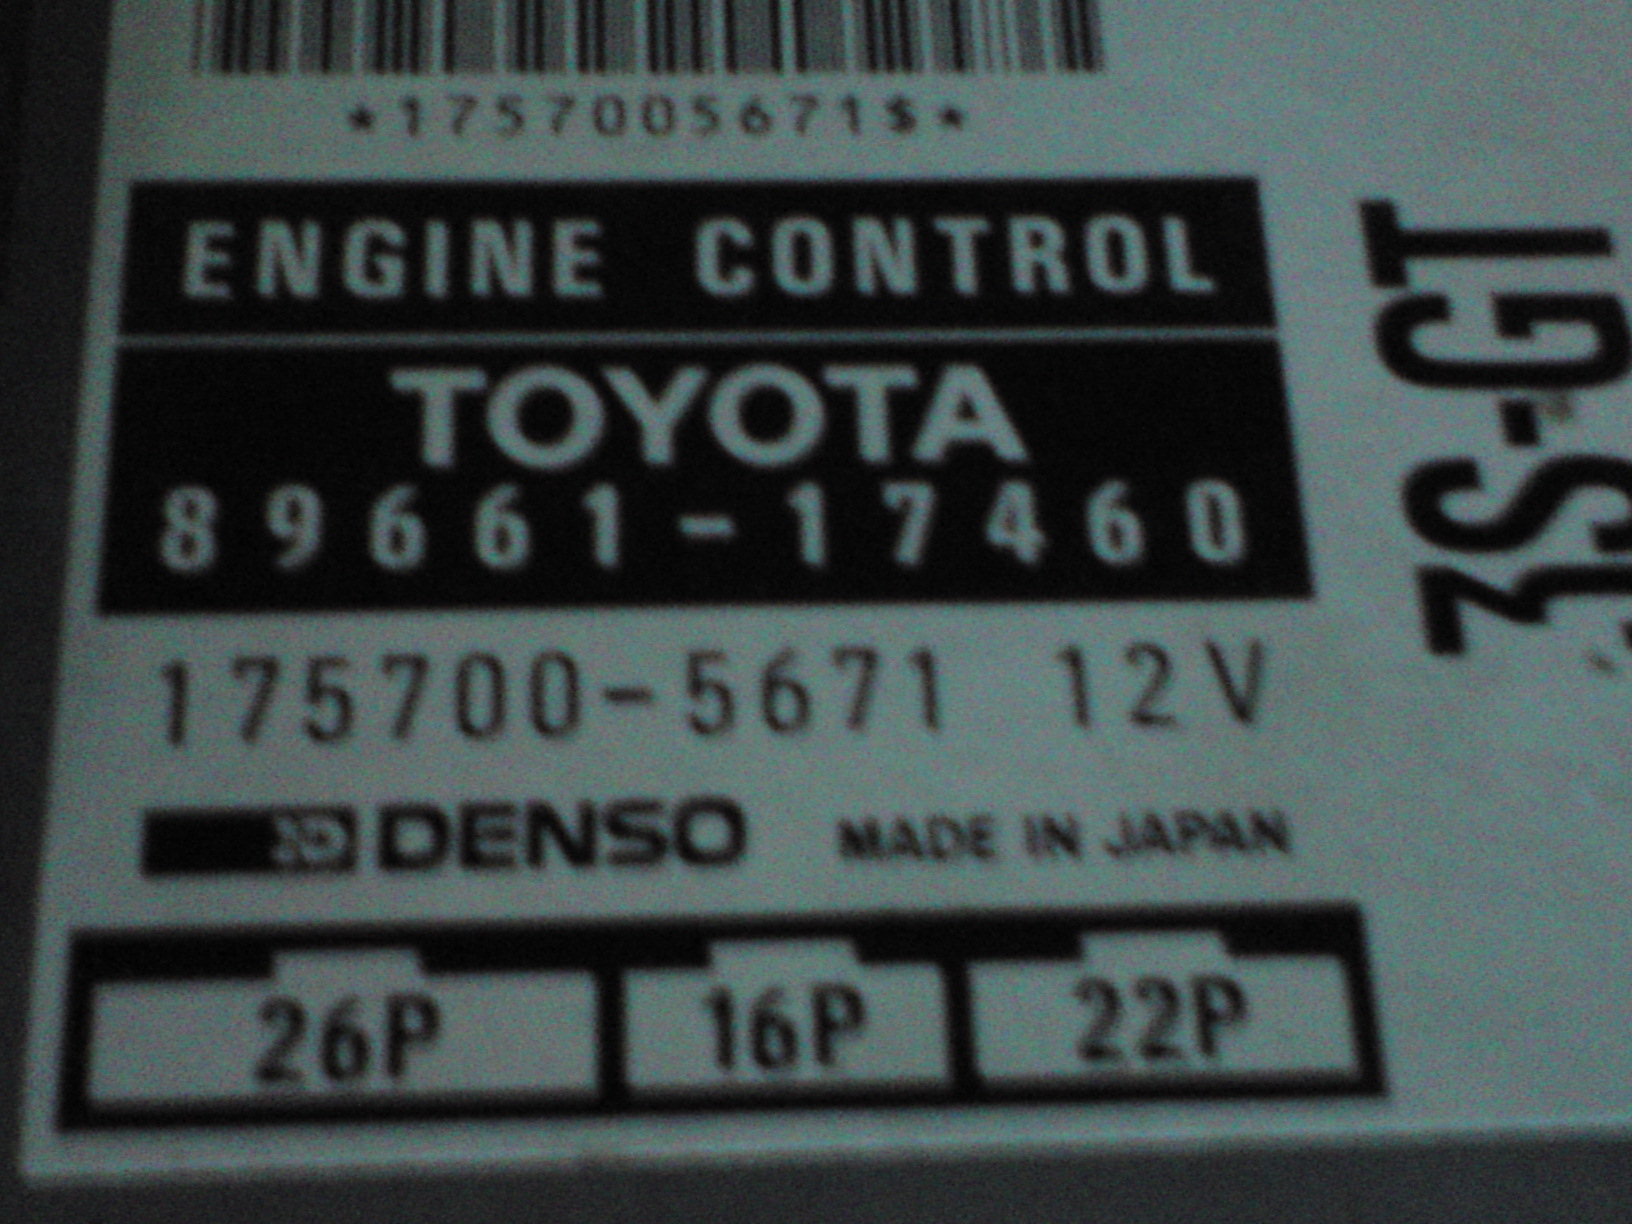 *1757005671$*
ENGINE CONTROL
TOYOTA
89661-17460
175700-5671 12V
DENSO MADE IN JAPAN
26P 16P 22P
3S-GT